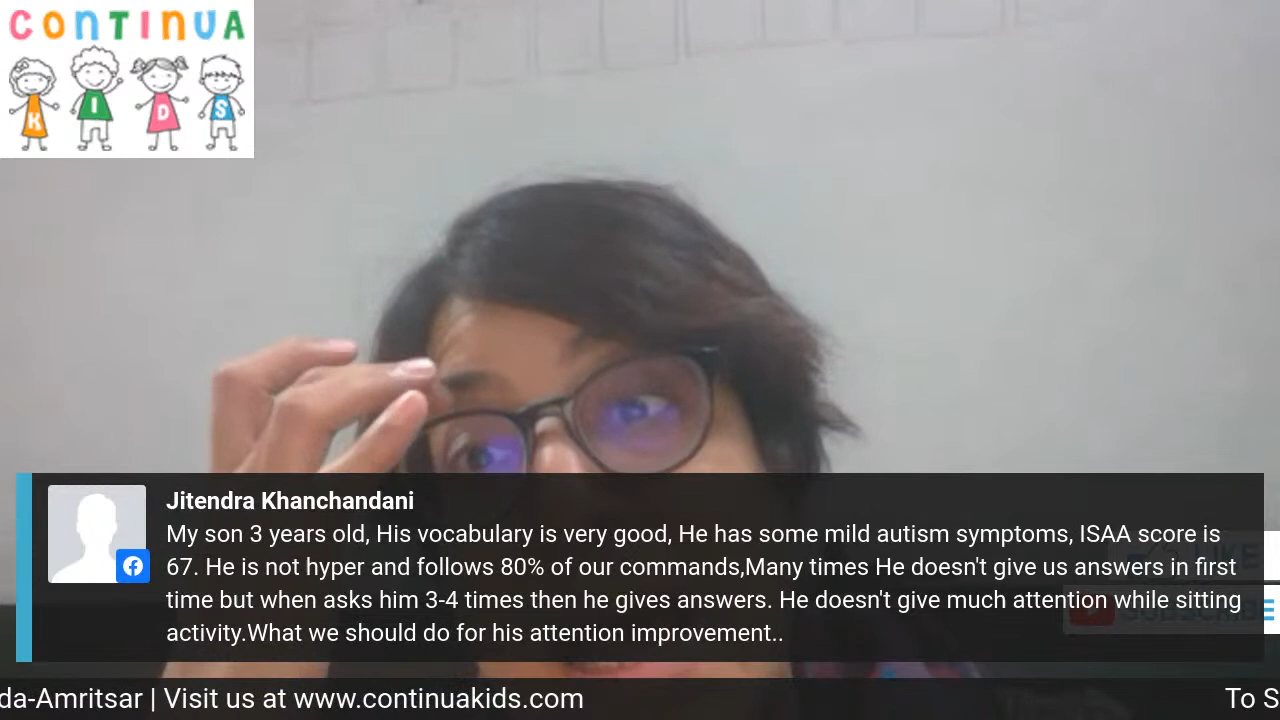 CONTINUA
KIDS
Jitendra Khanchandani
My son 3 years old, His vocabulary is very good, He has some mild autism symptoms, ISAA score is
67. He is not hyper and follows 80% of our commands,Many times He doesn't give us answers in first
time but when asks him 3-4 times then he gives answers. He doesn't give much attention while sitting
activity.What we should do for his attention improvement..
LIKE
SUBSCRIBE
da-Amritsar | Visit us at www.continuakids.com
To S